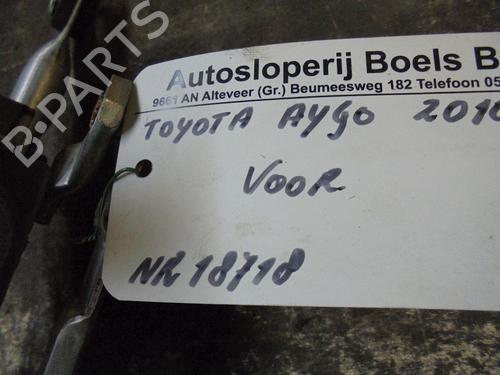 B-PARTS
Autosloperij Boels B
9661 AN Alteveer (Gr.) Beumeesweg 182 Telefoon 05
TOYOTA AYGO 2010
VOOR
NR 18718